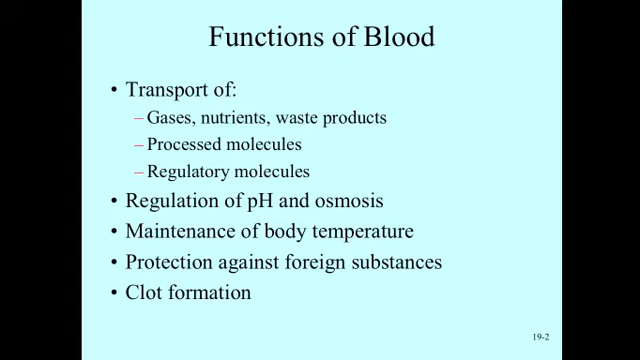 Functions of Blood
• Transport of:
– Gases, nutrients, waste products
– Processed molecules
– Regulatory molecules
• Regulation of pH and osmosis
• Maintenance of body temperature
• Protection against foreign substances
• Clot formation
19-2